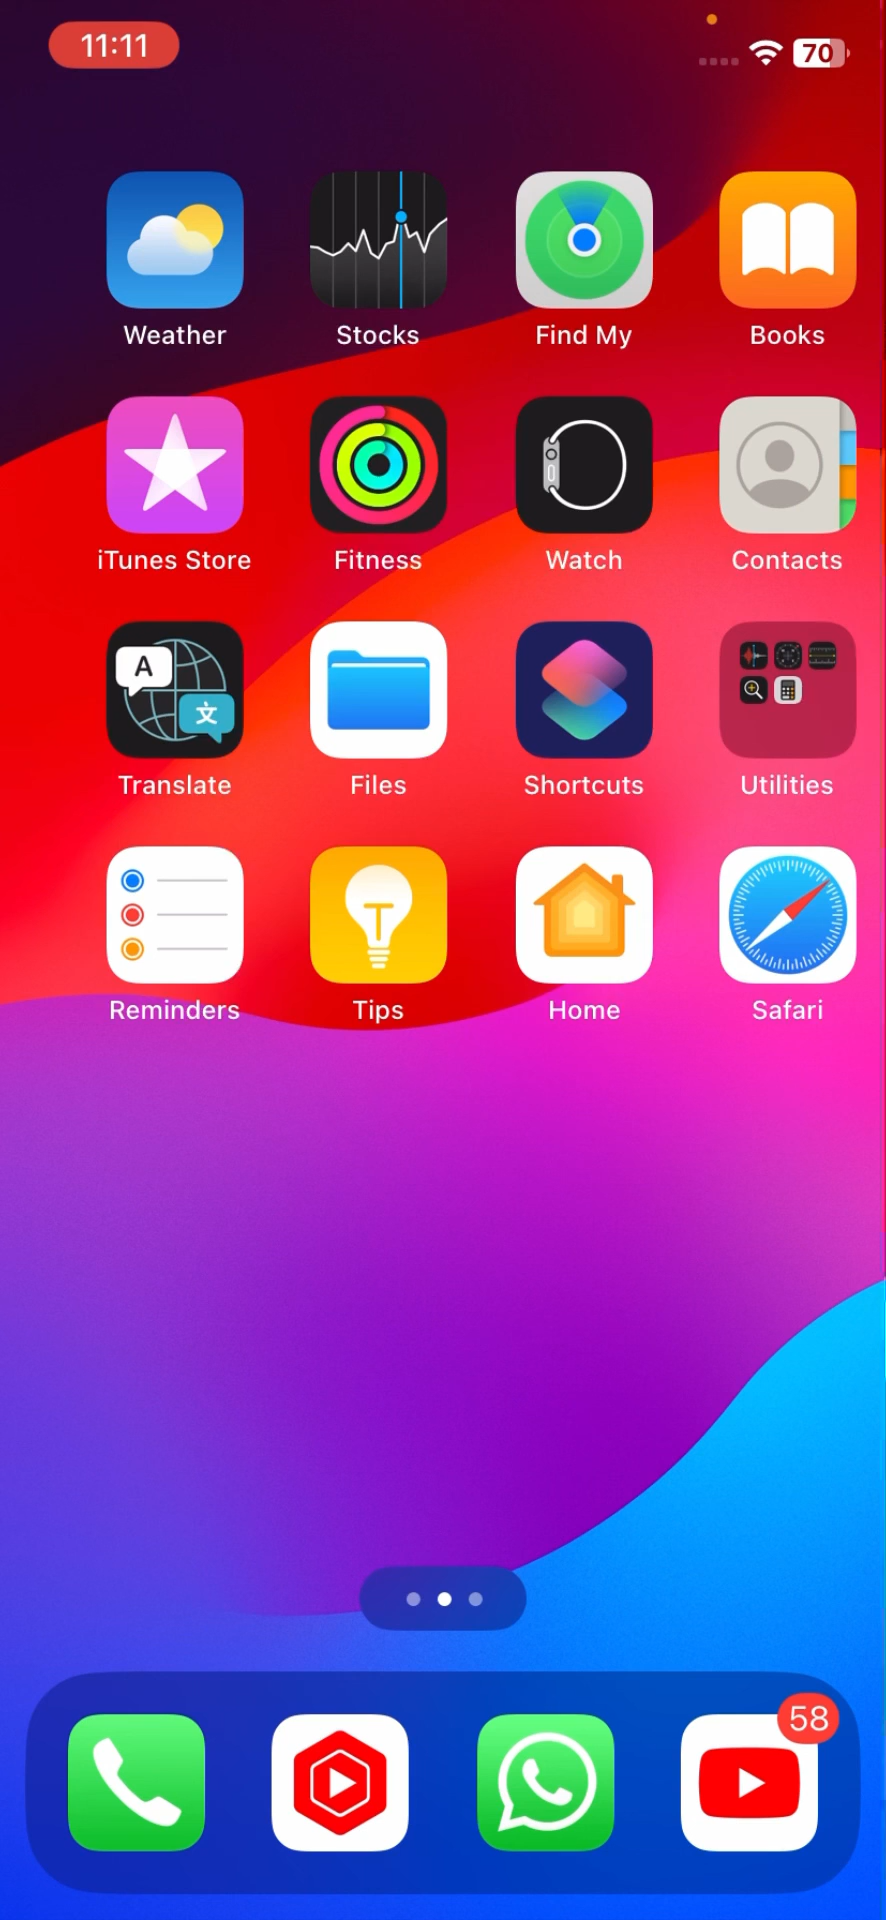 11:11
70
Weather Stocks Find My Books
iTunes Store Fitness Watch Contacts
A
文
Translate Files Shortcuts Utilities
Reminders Tips Home Safari
58